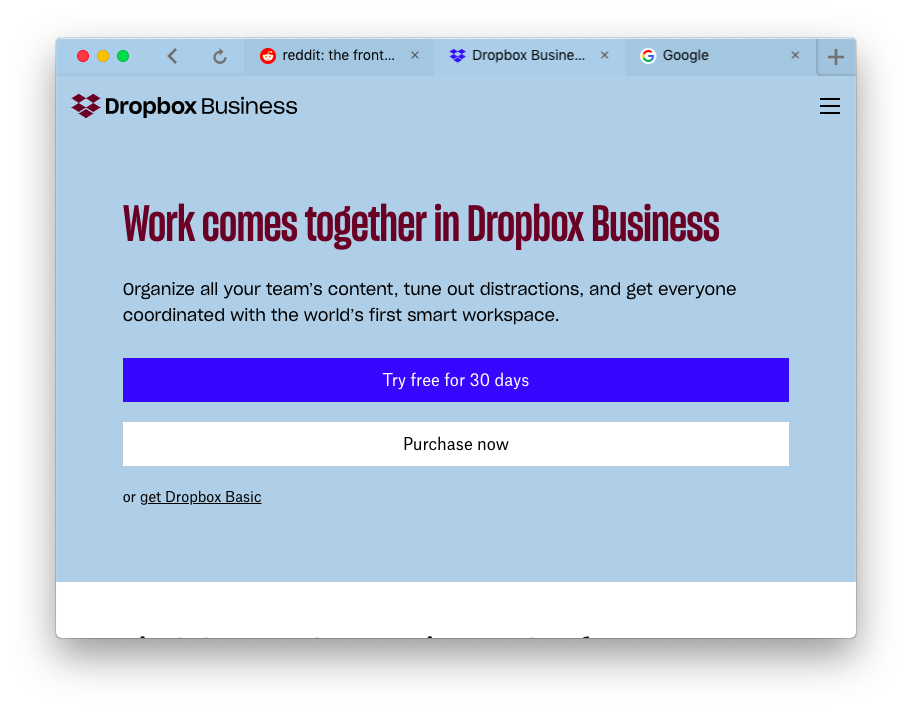 reddit: the front... Dropbox Busine... Google
Dropbox Business
Work comes together in Dropbox Business
Organize all your team’s content, tune out distractions, and get everyone
coordinated with the world’s first smart workspace.
Try free for 30 days
Purchase now
or get Dropbox Basic